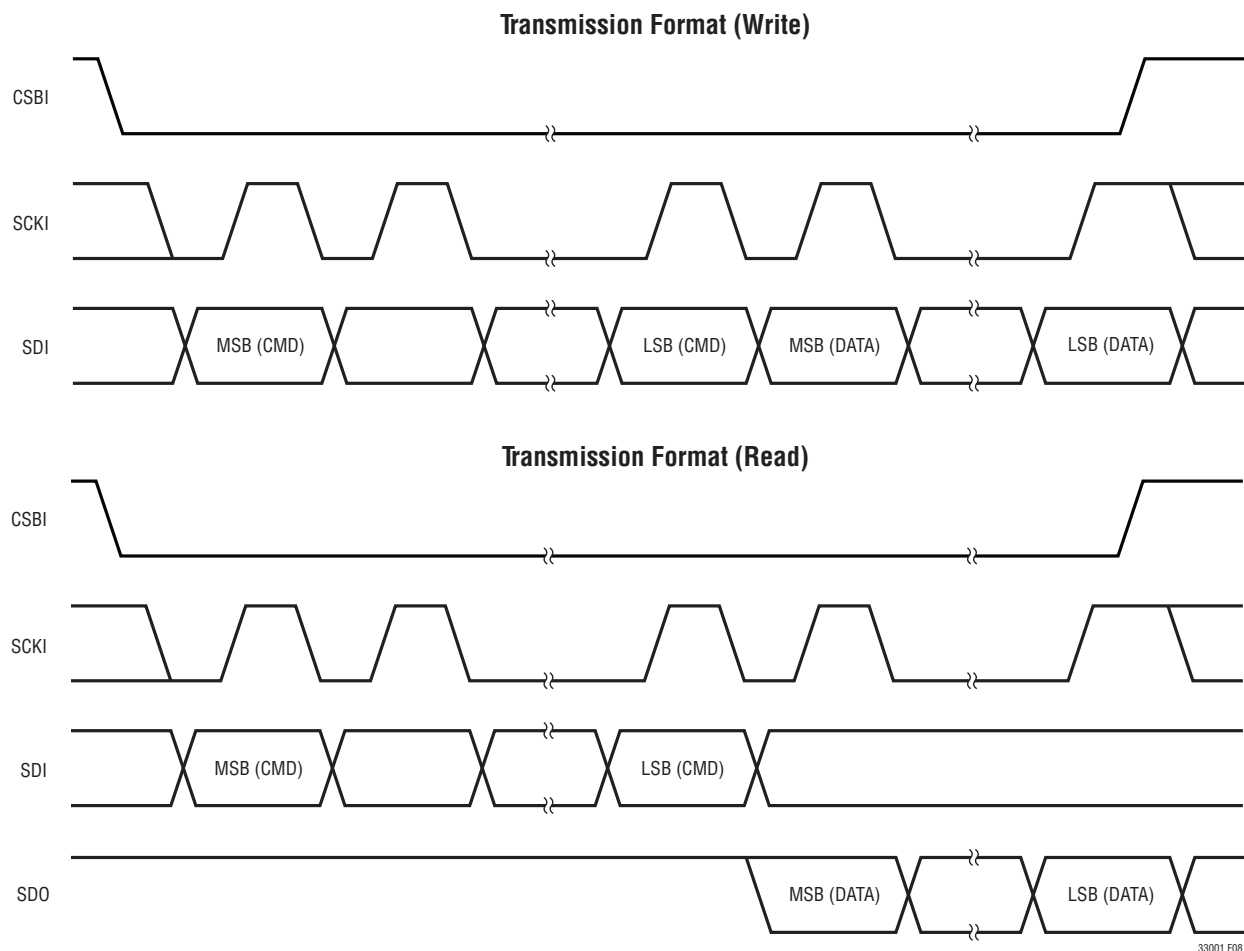 Transmission Format (Write)
CSBI
SCKI
SDI
MSB (CMD)
LSB (CMD)
MSB (DATA)
LSB (DATA)
Transmission Format (Read)
CSBI
SCKI
SDI
MSB (CMD)
LSB (CMD)
SDO
MSB (DATA)
LSB (DATA)
33001 F08